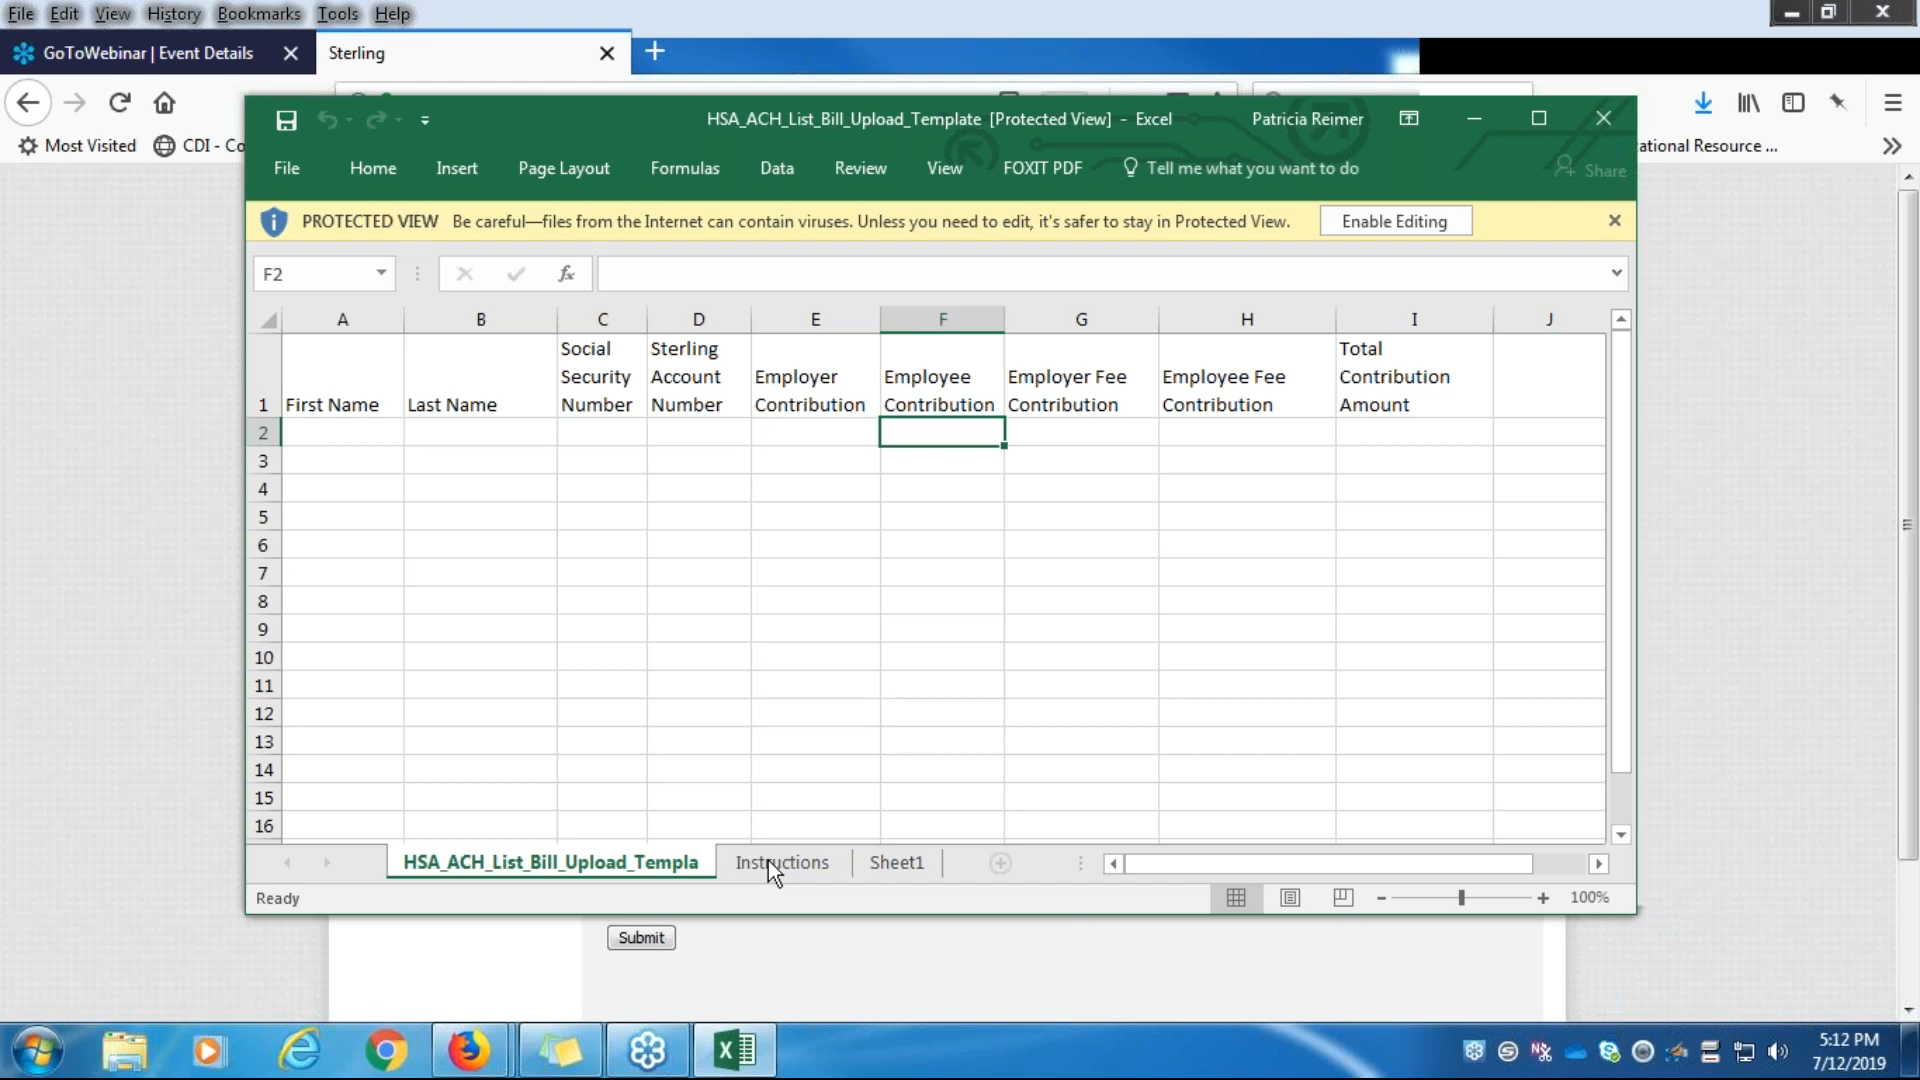 File Edit View History Bookmarks Tools Help
GoToWebinar | Event Details
Sterling
Most Visited
CDI - Co
ational Resource ...
HSA_ACH_List_Bill_Upload_Template [Protected View] - Excel
Patricia Reimer
File Home Insert Page Layout Formulas Data Review View FOXIT PDF Tell me what you want to do Share
PROTECTED VIEW Be careful—files from the Internet can contain viruses. Unless you need to edit, it's safer to stay in Protected View. Enable Editing
F2 fx
A B C D E F G H I J
Social Sterling Total
Security Account Employer Employee Employer Fee Employee Fee Contribution
1 First Name Last Name Number Number Contribution Contribution Contribution Contribution Amount
2
3
4
5
6
7
8
9
10
11
12
13
14
15
16
HSA_ACH_List_Bill_Upload_Templa Instructions Sheet1
Ready 100%
Submit
5:12 PM
7/12/2019